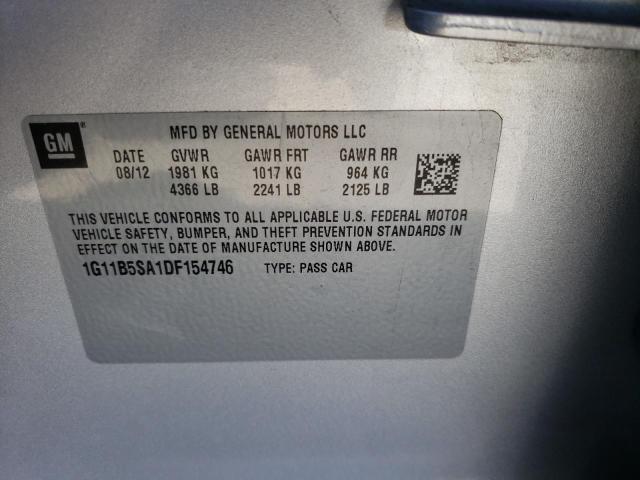 GM ®
MFD BY GENERAL MOTORS LLC
DATE GVWR GAWR FRT GAWR RR
08/12 1981 KG 1017 KG 964 KG
4366 LB 2241 LB 2125 LB
THIS VEHICLE CONFORMS TO ALL APPLICABLE U.S. FEDERAL MOTOR
VEHICLE SAFETY, BUMPER, AND THEFT PREVENTION STANDARDS IN
EFFECT ON THE DATE OF MANUFACTURE SHOWN ABOVE.
1G11B5SA1DF154746 TYPE: PASS CAR